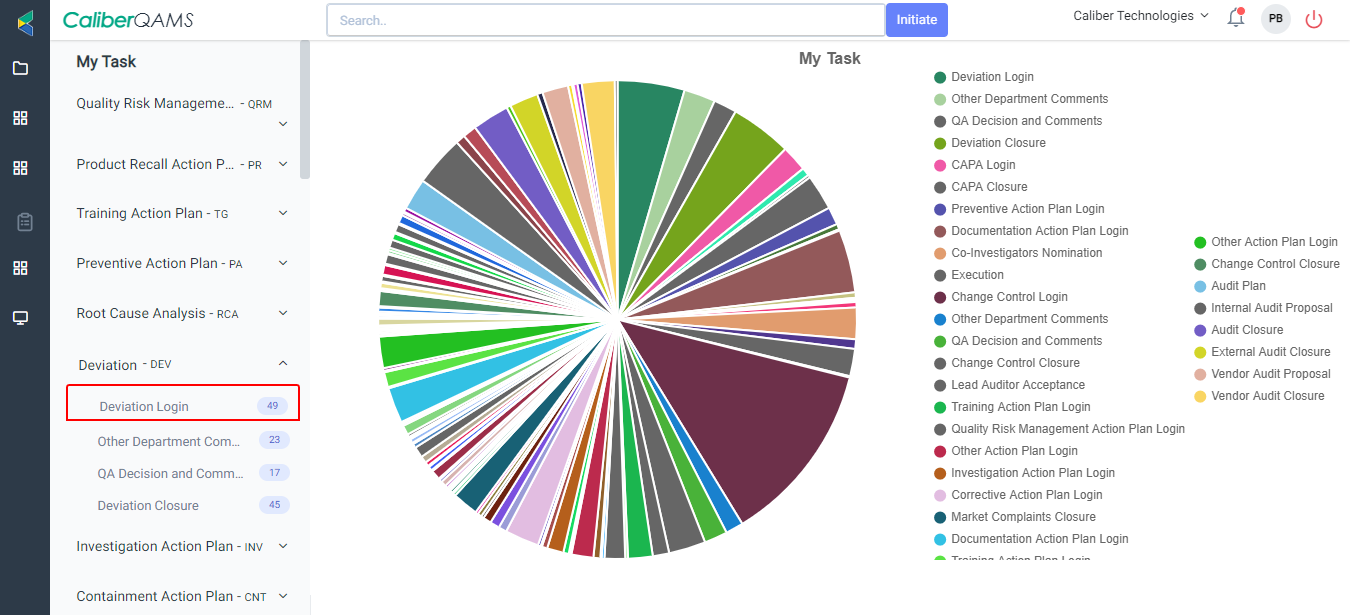 CaliberQAMS
Search..
Initiate
Caliber Technologies
PB
My Task
Quality Risk Manageme... - QRM
Product Recall Action P... - PR
Training Action Plan - TG
Preventive Action Plan - PA
Root Cause Analysis - RCA
Deviation - DEV
Deviation Login 49
Other Department Com... 23
QA Decision and Comm... 17
Deviation Closure 45
Investigation Action Plan - INV
Containment Action Plan - CNT
My Task
Deviation Login
Other Department Comments
QA Decision and Comments
Deviation Closure
CAPA Login
CAPA Closure
Preventive Action Plan Login
Documentation Action Plan Login
Co-Investigators Nomination
Execution
Change Control Login
Other Department Comments
QA Decision and Comments
Change Control Closure
Lead Auditor Acceptance
Training Action Plan Login
Quality Risk Management Action Plan Login
Other Action Plan Login
Investigation Action Plan Login
Corrective Action Plan Login
Market Complaints Closure
Documentation Action Plan Login
Training Action Plan Login
Other Action Plan Login
Change Control Closure
Audit Plan
Internal Audit Proposal
Audit Closure
External Audit Closure
Vendor Audit Proposal
Vendor Audit Closure